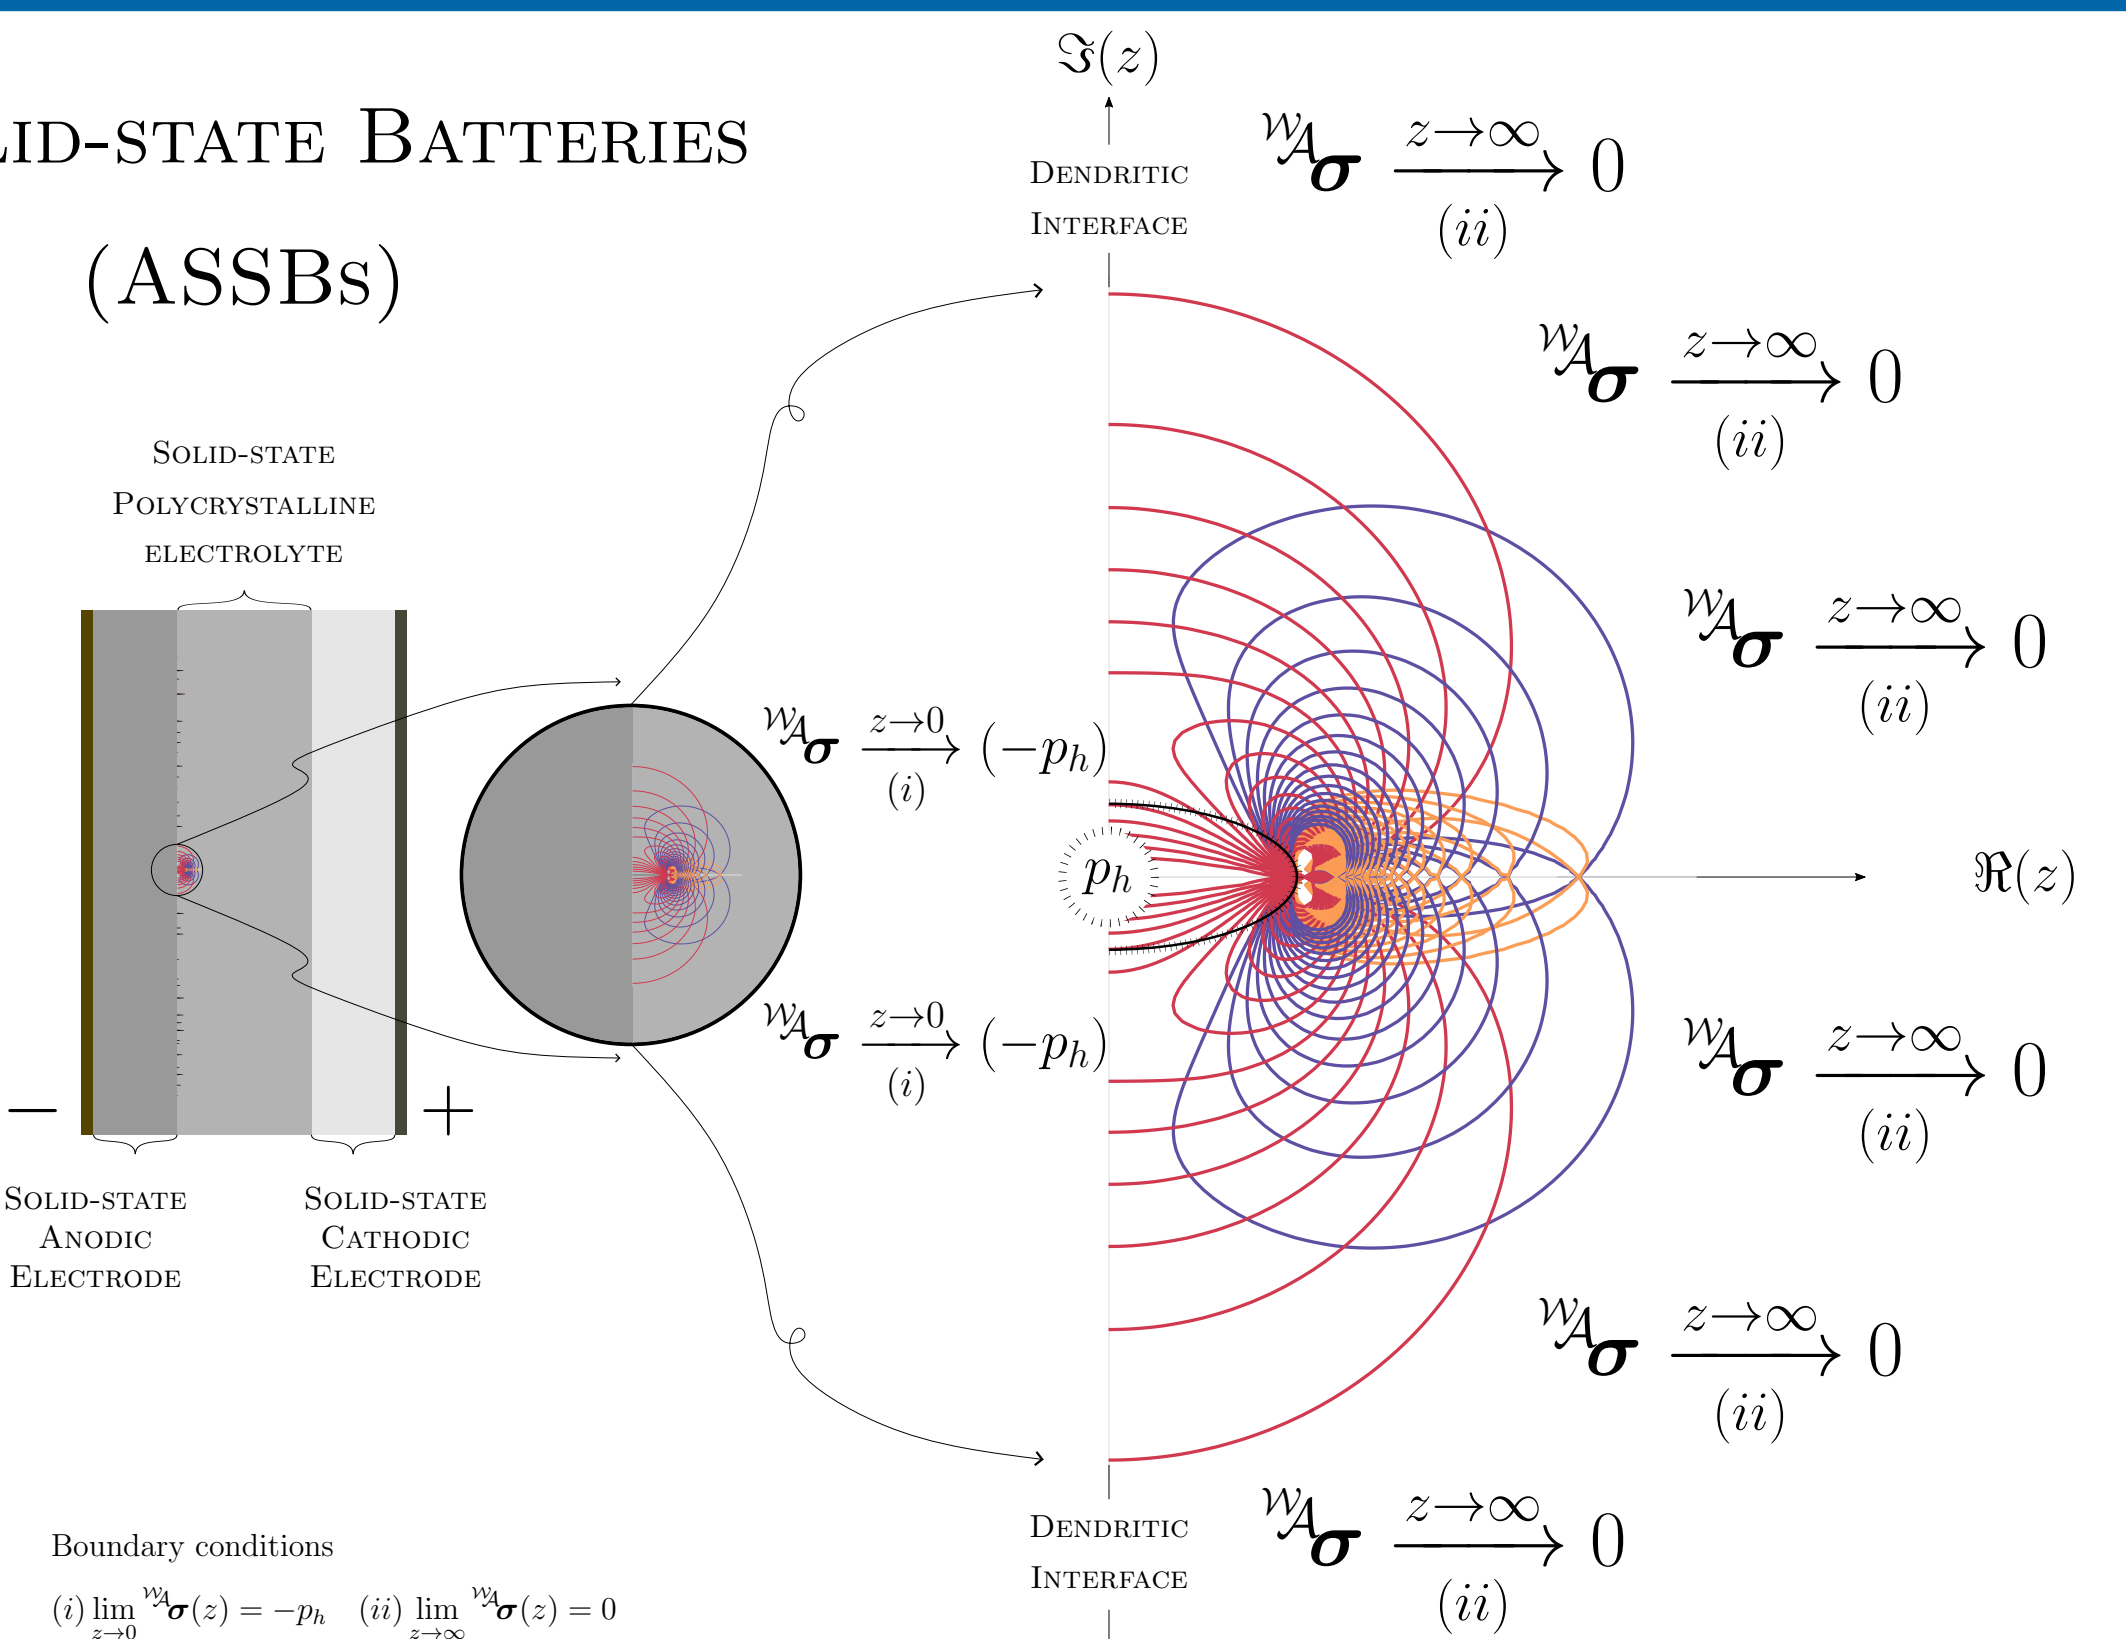 LID-STATE BATTERIES
(ASSBs)
SOLID-STATE
POLYCRYSTALLINE
ELECTROLYTE
−
+
SOLID-STATE
ANODIC
ELECTRODE
SOLID-STATE
CATHODIC
ELECTRODE
𝒲𝒜σ z→0 (i) (−p_h)
𝒲𝒜σ z→0 (i) (−p_h)
ℑ(z)
DENDRITIC
INTERFACE
p_h
ℜ(z)
𝒲𝒜σ z→∞ (ii) 0
𝒲𝒜σ z→∞ (ii) 0
𝒲𝒜σ z→∞ (ii) 0
𝒲𝒜σ z→∞ (ii) 0
𝒲𝒜σ z→∞ (ii) 0
𝒲𝒜σ z→∞ (ii) 0
DENDRITIC
INTERFACE
Boundary conditions
(i) lim z→0 𝒲𝒜σ(z) = −p_h (ii) lim z→∞ 𝒲𝒜σ(z) = 0